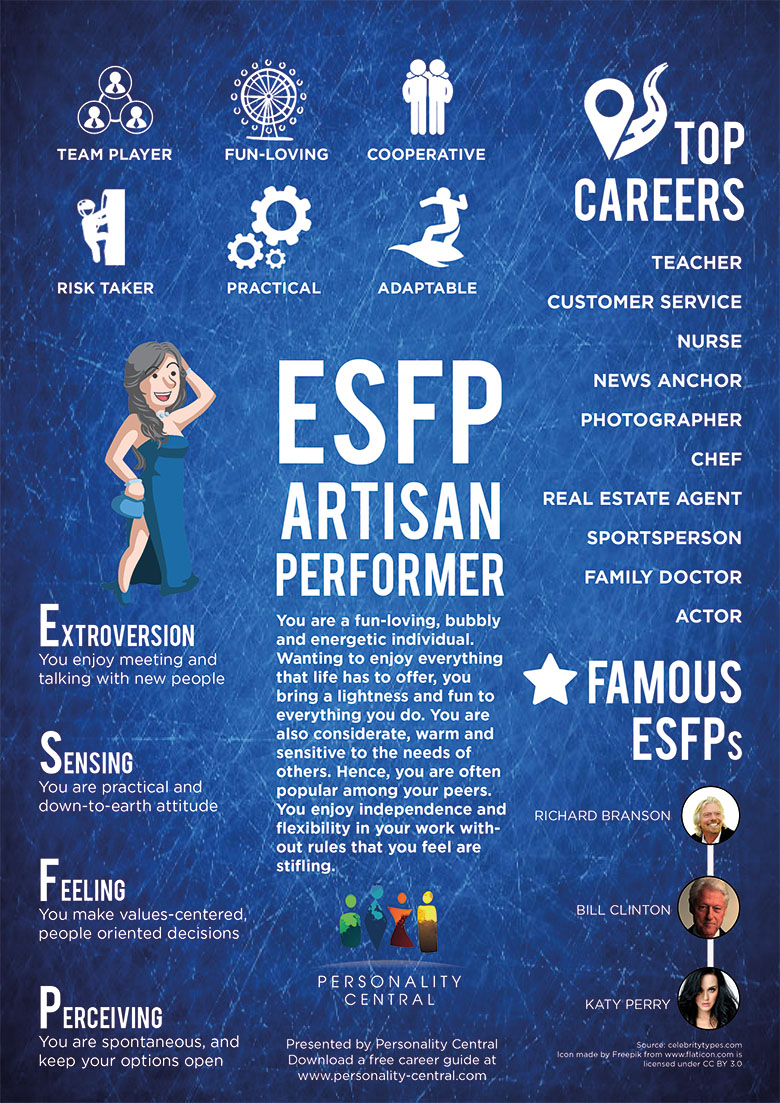 TEAM PLAYER
FUN-LOVING
COOPERATIVE
RISK TAKER
PRACTICAL
ADAPTABLE
TOP
CAREERS
TEACHER
CUSTOMER SERVICE
NURSE
NEWS ANCHOR
PHOTOGRAPHER
CHEF
REAL ESTATE AGENT
SPORTSPERSON
FAMILY DOCTOR
ACTOR
ESFP
ARTISAN
PERFORMER
You are a fun-loving, bubbly
and energetic individual.
Wanting to enjoy everything
that life has to offer, you
bring a lightness and fun to
everything you do. You are
also considerate, warm and
sensitive to the needs of
others. Hence, you are often
popular among your peers.
You enjoy independence and
flexibility in your work with-
out rules that you feel are
stifling.
EXTROVERSION
You enjoy meeting and
talking with new people
SENSING
You are practical and
down-to-earth attitude
FEELING
You make values-centered,
people oriented decisions
PERCEIVING
You are spontaneous, and
keep your options open
FAMOUS
ESFPs
RICHARD BRANSON
BILL CLINTON
KATY PERRY
PERSONALITY
CENTRAL
Presented by Personality Central
Download a free career guide at
www.personality-central.com
Source: celebritytypes.com
Icon made by Freepik from www.flaticon.com is
licensed under CC BY 3.0